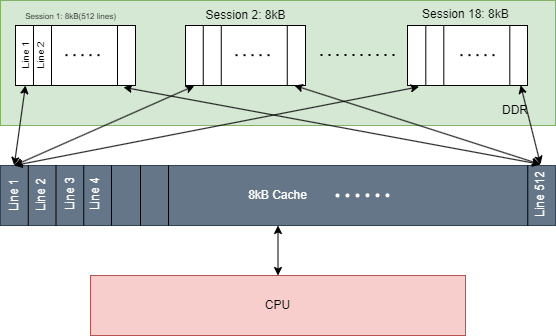 Session 1: 8kB(512 lines)
Session 2: 8kB
Session 18: 8kB
Line 1
Line 2
DDR
Line 1
Line 2
Line 3
Line 4
8kB Cache
Line 512
CPU